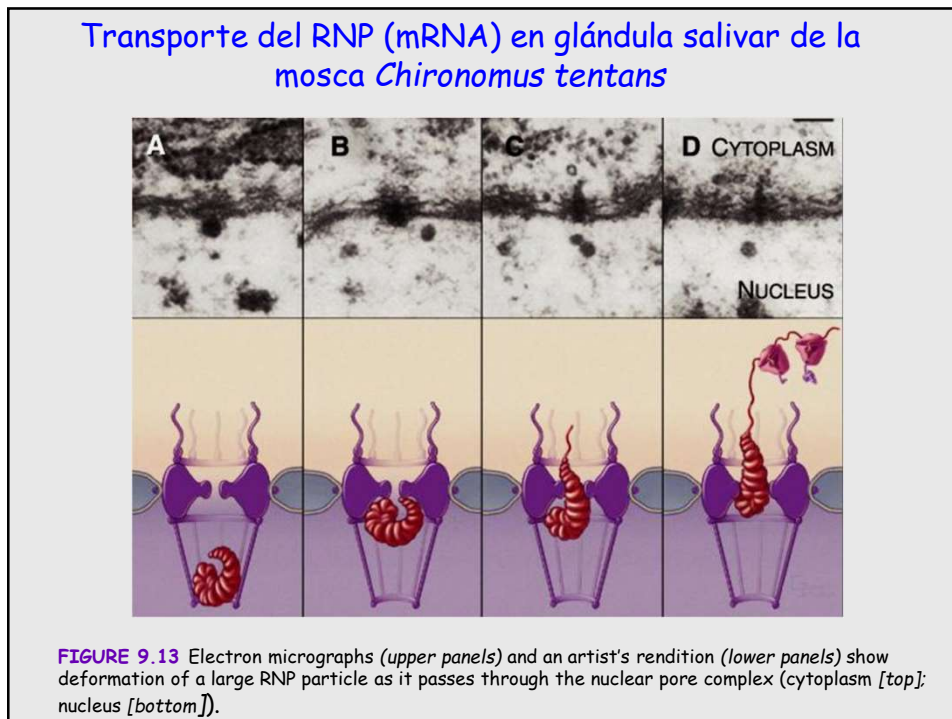 Transporte del RNP (mRNA) en glándula salivar de la
mosca Chironomus tentans
A
B
C
D CYTOPLASM
NUCLEUS
FIGURE 9.13 Electron micrographs (upper panels) and an artist's rendition (lower panels) show
deformation of a large RNP particle as it passes through the nuclear pore complex (cytoplasm [top];
nucleus [bottom]).